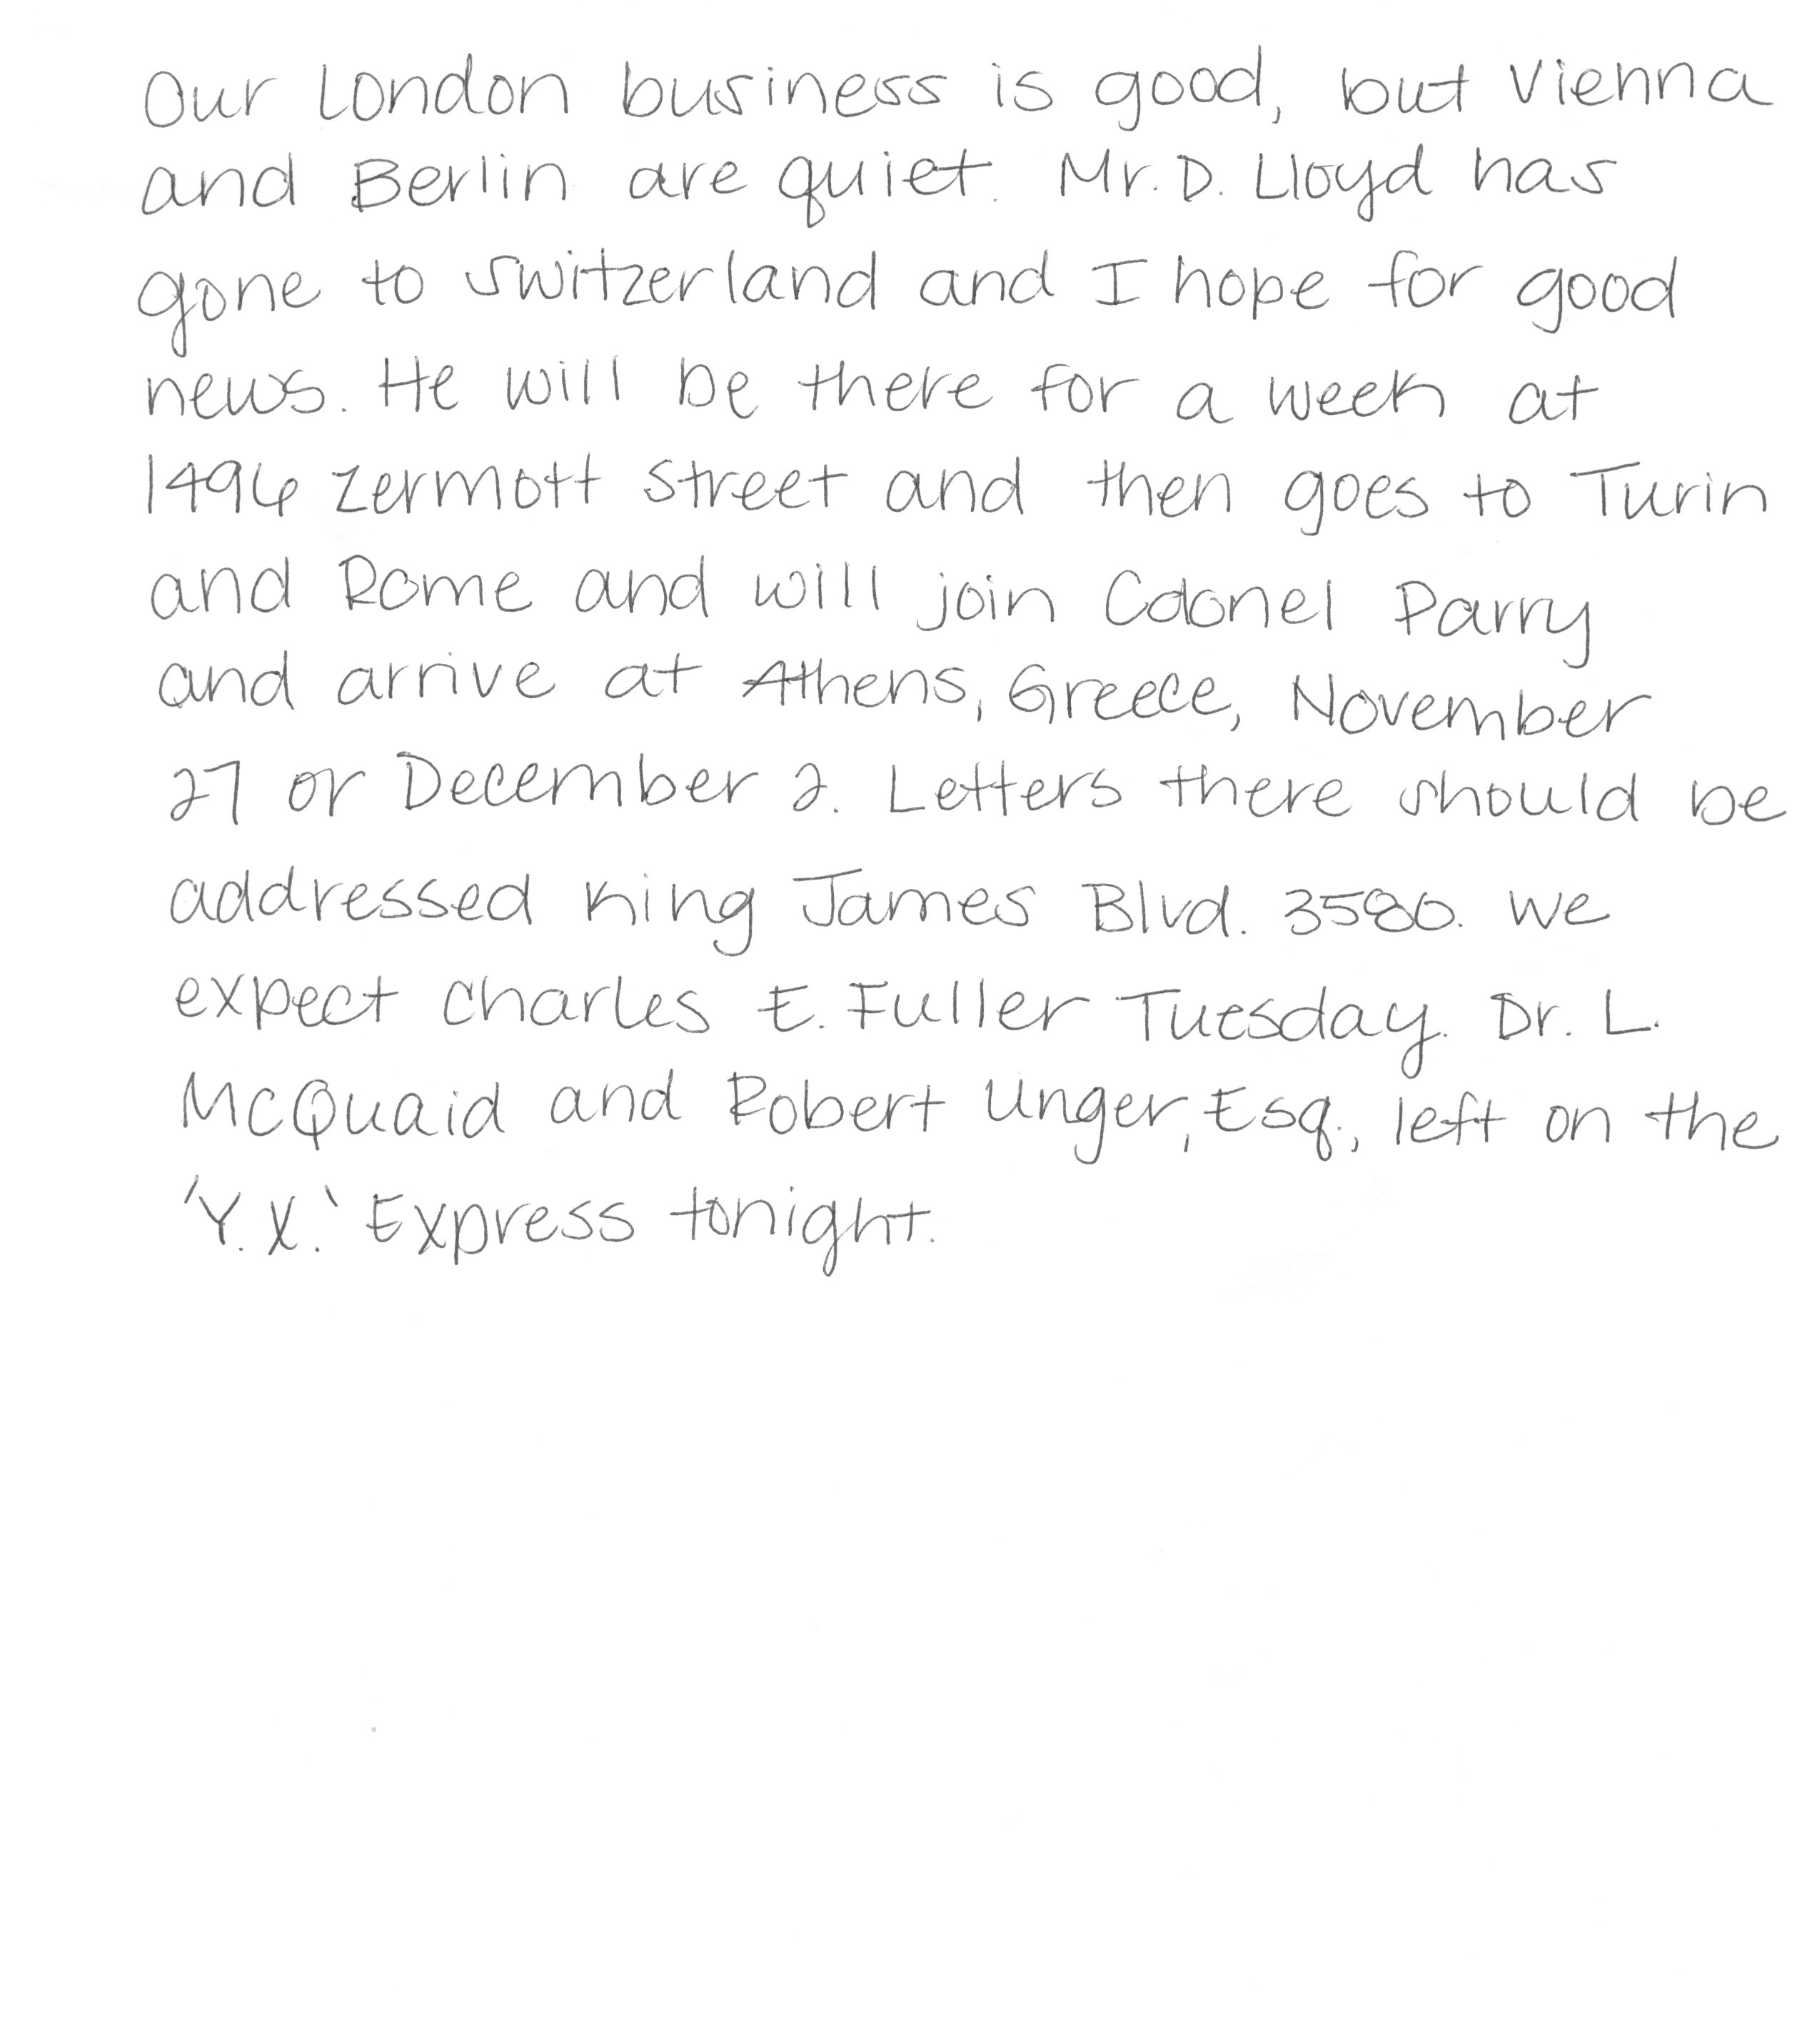 Our London business is good, but Vienna
and Berlin are quiet. Mr. D. Lloyd has
gone to Switzerland and I hope for good
news. He will be there for a week at
1496 Zermott Street and then goes to Turin
and Rome and will join Colonel Parry
and arrive at Athens, Greece, November
27 or December 2. Letters there should be
addressed King James Blvd. 3580. We
expect Charles E. Fuller Tuesday. Dr. L.
McQuaid and Robert Unger, Esq., left on the
'Y.X.' Express tonight.